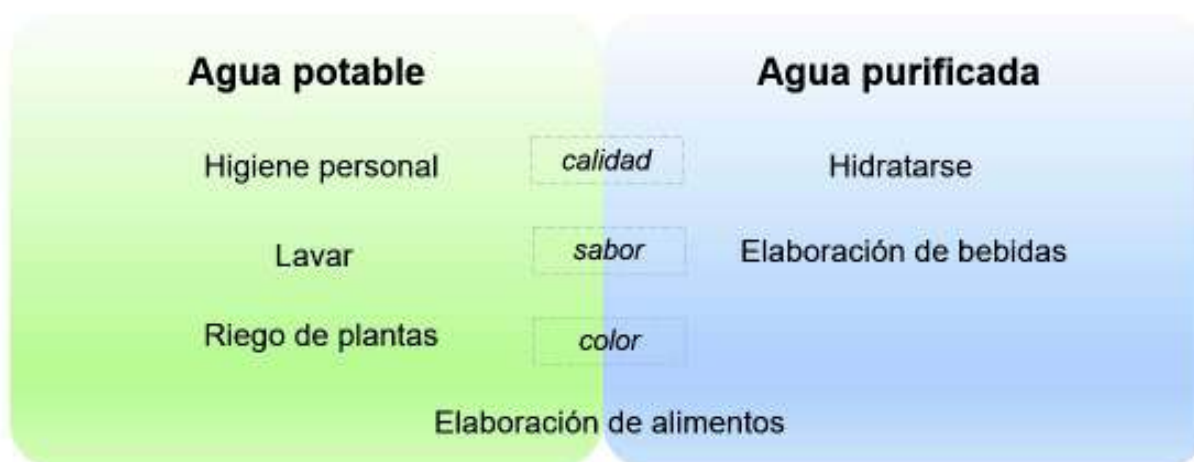 Agua potable
Agua purificada
Higiene personal
calidad
Hidratarse
Lavar
sabor
Elaboración de bebidas
Riego de plantas
color
Elaboración de alimentos